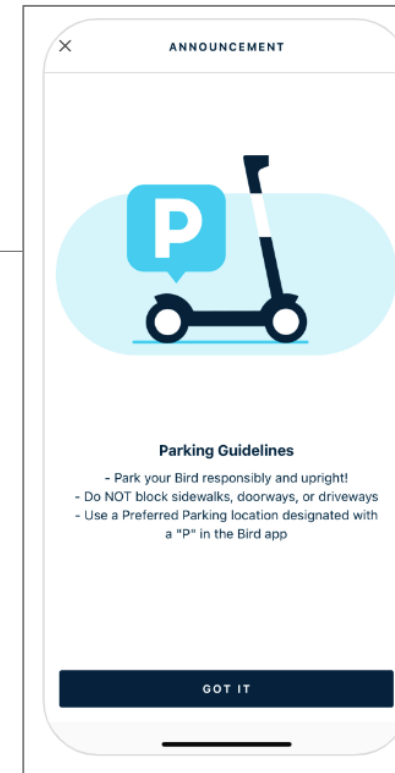 ANNOUNCEMENT
P
Parking Guidelines
- Park your Bird responsibly and upright!
- Do NOT block sidewalks, doorways, or driveways
- Use a Preferred Parking location designated with
a "P" in the Bird app
GOT IT